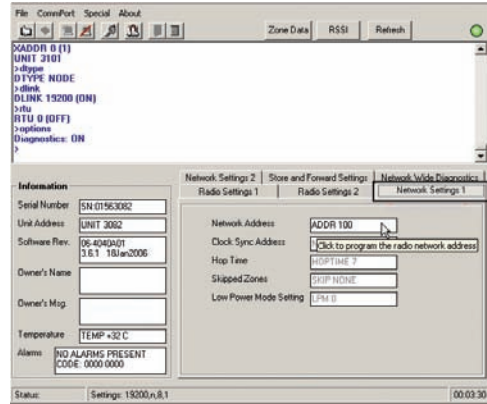 File CommPort Special About
Zone Data RSSI Refresh
XADDR 0 (1)
UNIT 3101
>dtype
DTYPE NODE
>dlink
DLINK 19200 (ON)
>rtu
RTU 0 (OFF)
>options
Diagnostics: ON
>
Network Settings 2 Store and Forward Settings Network Wide Diagnostics
Radio Settings 1 Radio Settings 2 Network Settings 1
Information
Serial Number SN:01563082
Unit Address UNIT 3082
Software Rev. 06-4040A01
3.6.1 18Jan2006
Owner's Name
Owner's Msg.
Temperature TEMP +32 C
Alarms NO ALARMS PRESENT
CODE: 0000 0000
Network Address ADDR 100
Clock Sync Address
Click to program the radio network address
Hop Time HOPTIME 7
Skipped Zones SKIP NONE
Low Power Mode Setting LPM 0
Status: Settings: 19200,n,8,1 00:03:30